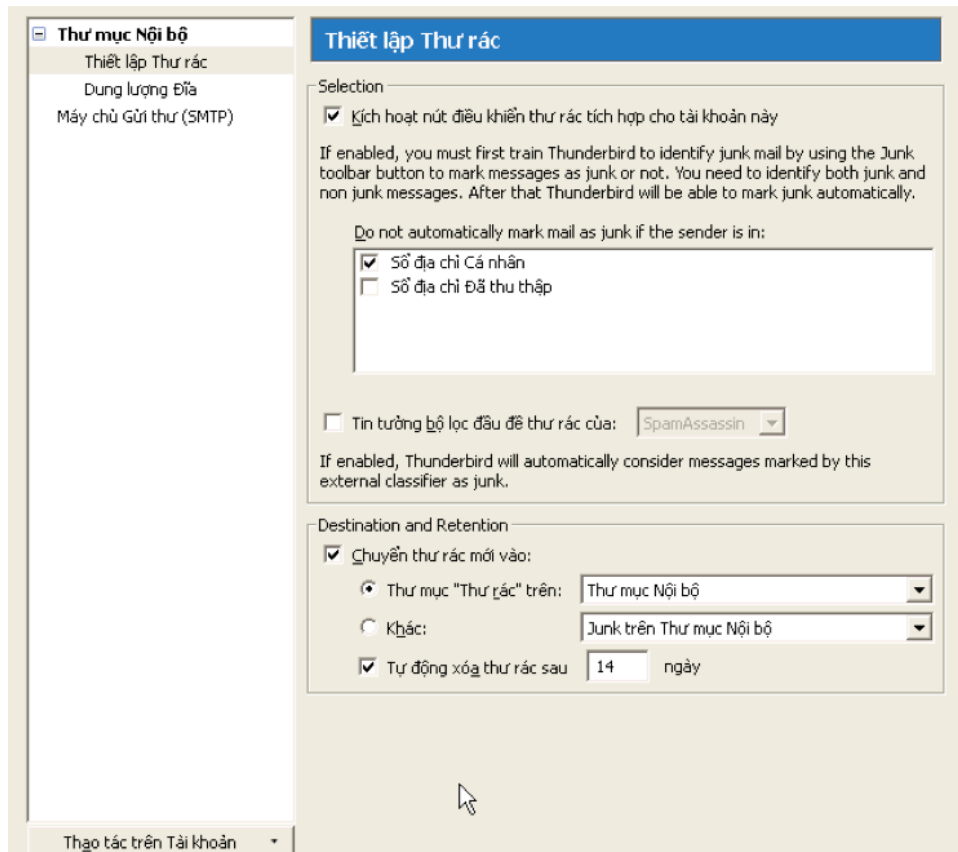 Thư mục Nội bộ
Thiết lập Thư rác
Dung lượng Đĩa
Máy chủ Gửi thư (SMTP)
Thao tác trên Tài khoản
Thiết lập Thư rác
Selection
Kích hoạt nút điều khiển thư rác tích hợp cho tài khoản này
If enabled, you must first train Thunderbird to identify junk mail by using the Junk
toolbar button to mark messages as junk or not. You need to identify both junk and
non junk messages. After that Thunderbird will be able to mark junk automatically.
Do not automatically mark mail as junk if the sender is in:
Sổ địa chỉ Cá nhân
Sổ địa chỉ Đã thu thập
Tin tưởng bộ lọc đầu đề thư rác của: SpamAssassin
If enabled, Thunderbird will automatically consider messages marked by this
external classifier as junk.
Destination and Retention
Chuyển thư rác mới vào:
Thư mục "Thư rác" trên: Thư mục Nội bộ
Khác: Junk trên Thư mục Nội bộ
Tự động xóa thư rác sau 14 ngày